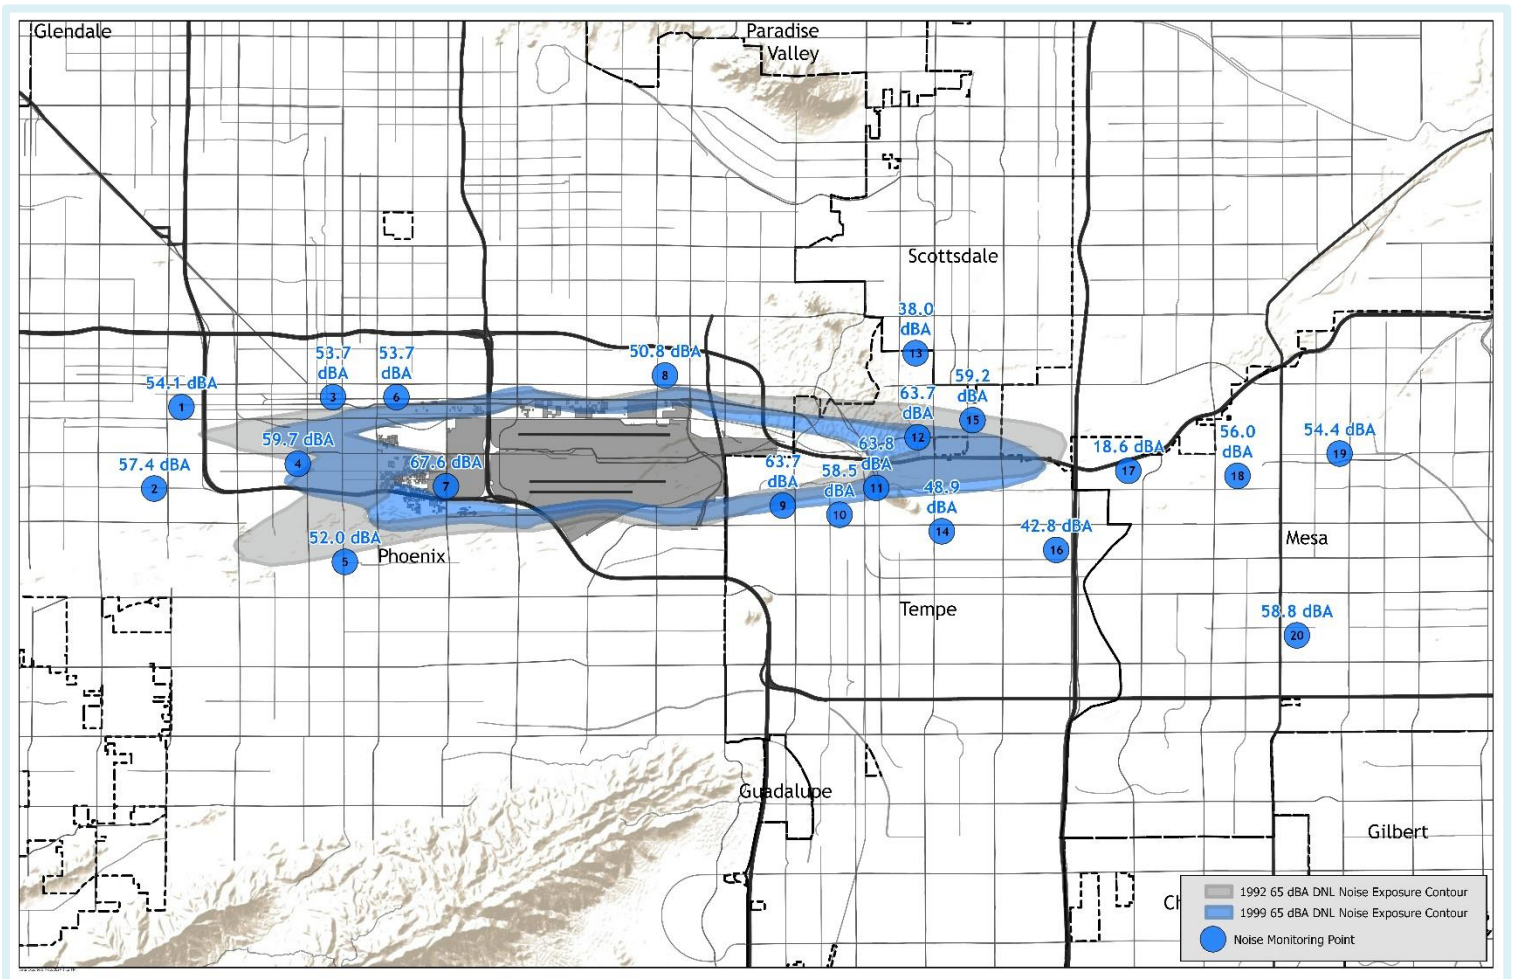 Glendale
Paradise
Valley
Scottsdale
38.0
dBA
13
53.7
dBA
3
53.7
dBA
6
50.8 dBA
8
54.1 dBA
1
59.2
dBA
15
63.7
dBA
12
59.7 dBA
4
63.8
dBA
11
18.6 dBA
17
56.0
dBA
18
54.4 dBA
19
57.4 dBA
2
67.6 dBA
7
63.7
dBA
9
58.5
dBA
10
48.9
dBA
14
42.8 dBA
16
Mesa
52.0 dBA
5
Phoenix
Tempe
58.8 dBA
20
Guadalupe
Gilbert
Ch
1992 65 dBA DNL Noise Exposure Contour
1999 65 dBA DNL Noise Exposure Contour
Noise Monitoring Point